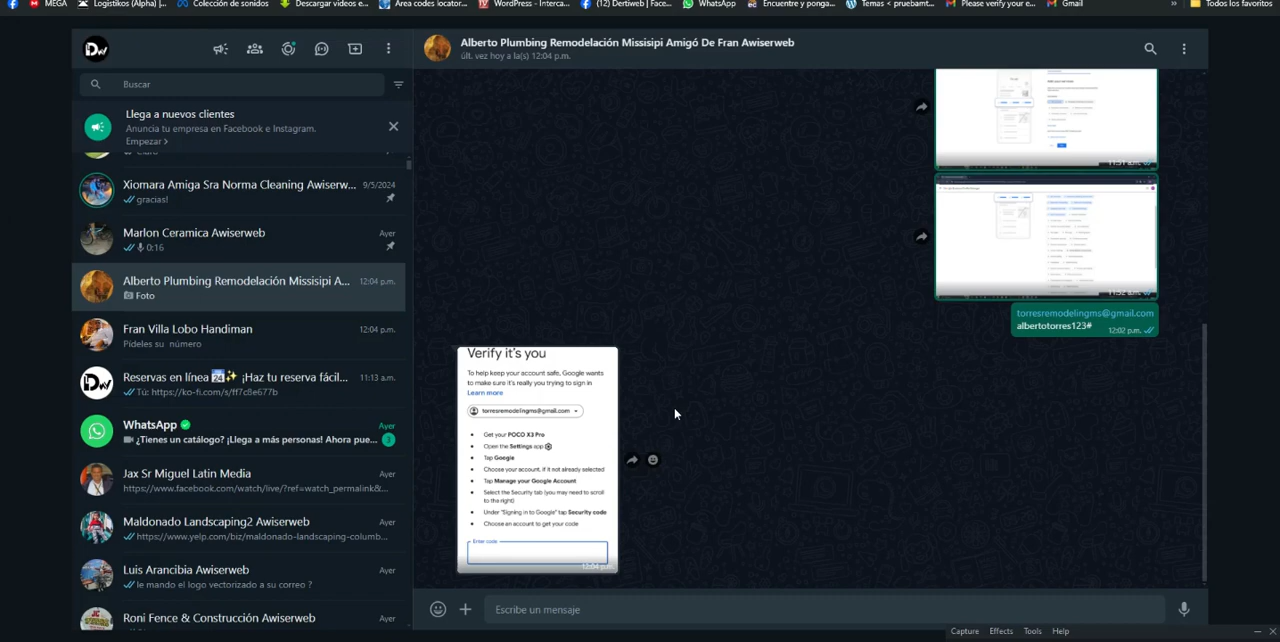 MEGA
Logistikos (Alpha) |...
Colección de sonidos
Descargar videos e...
Area codes locator...
WordPress - Interca...
(12) Dertiweb | Face...
WhatsApp
Encuentre y ponga...
Temas < pruebamt...
Please verify your e...
Gmail
»
Todos los favoritos
Dw
Buscar
Llega a nuevos clientes
Anuncia tu empresa en Facebook e Instagram.
Empezar >
Xiomara Amiga Sra Norma Cleaning Awiserw...
9/5/2024
gracias!
Marlon Ceramica Awiserweb
Ayer
0:16
Alberto Plumbing Remodelación Missisipi A...
12:04 p.m.
Foto
Fran Villa Lobo Handiman
12:04 p.m.
Pídeles su número
Reservas en línea 📅✨ ¡Haz tu reserva fácil...
11:13 a.m.
Tú: https://ko-fi.com/s/ff7c8e677b
WhatsApp
Ayer
¿Tienes un catálogo? ¡Llega a más personas! Ahora pue...
3
Jax Sr Miguel Latin Media
Ayer
https://www.facebook.com/watch/live/?ref=watch_permalink&...
Maldonado Landscaping2 Awiserweb
Ayer
https://www.yelp.com/biz/maldonado-landscaping-columb...
Luis Arancibia Awiserweb
Ayer
le mando el logo vectorizado a su correo ?
Roni Fence & Construcción Awiserweb
Ayer
Alberto Plumbing Remodelación Missisipi Amigó De Fran Awiserweb
últ. vez hoy a la(s) 12:04 p.m.
11:51 a.m.
11:52 a.m.
torresremodelingms@gmail.com
albertotorres123#
12:02 p.m.
Verify it's you
To help keep your account safe, Google wants
to make sure it's really you trying to sign in
Learn more
torresremodelingms@gmail.com
Get your POCO X3 Pro
Open the Settings app
Tap Google
Choose your account, if it not already selected
Tap Manage your Google Account
Select the Security tab (you may need to scroll
to the right)
Under "Signing in to Google" tap Security code
Choose an account to get your code
Enter code
12:04 p.m.
Escribe un mensaje
Capture
Effects
Tools
Help